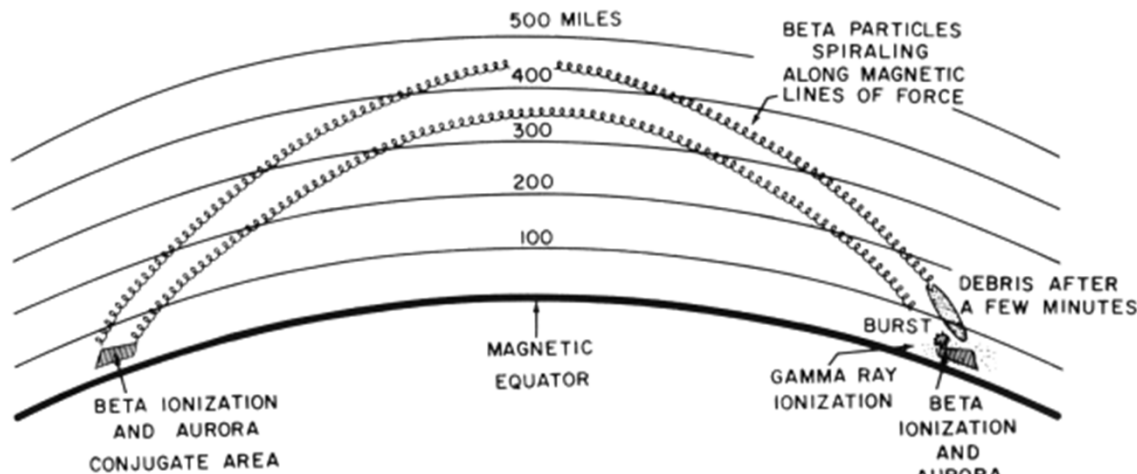 500 MILES
BETA PARTICLES
SPIRALING
ALONG MAGNETIC
LINES OF FORCE
400
300
200
100
DEBRIS AFTER
A FEW MINUTES
BURST
MAGNETIC
EQUATOR
GAMMA RAY
IONIZATION
BETA
IONIZATION
AND
AURORA
BETA IONIZATION
AND AURORA
CONJUGATE AREA